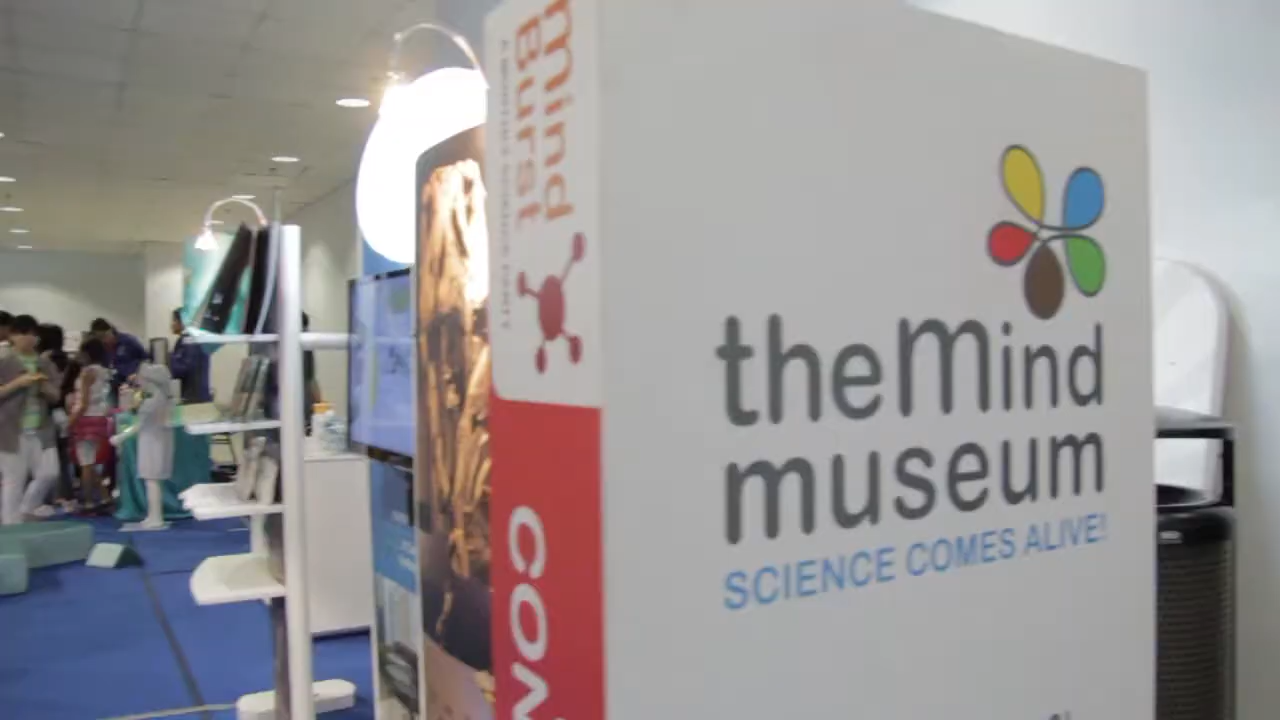 mind
Burst
CON
the mind
museum
SCIENCE COMES ALIVE!